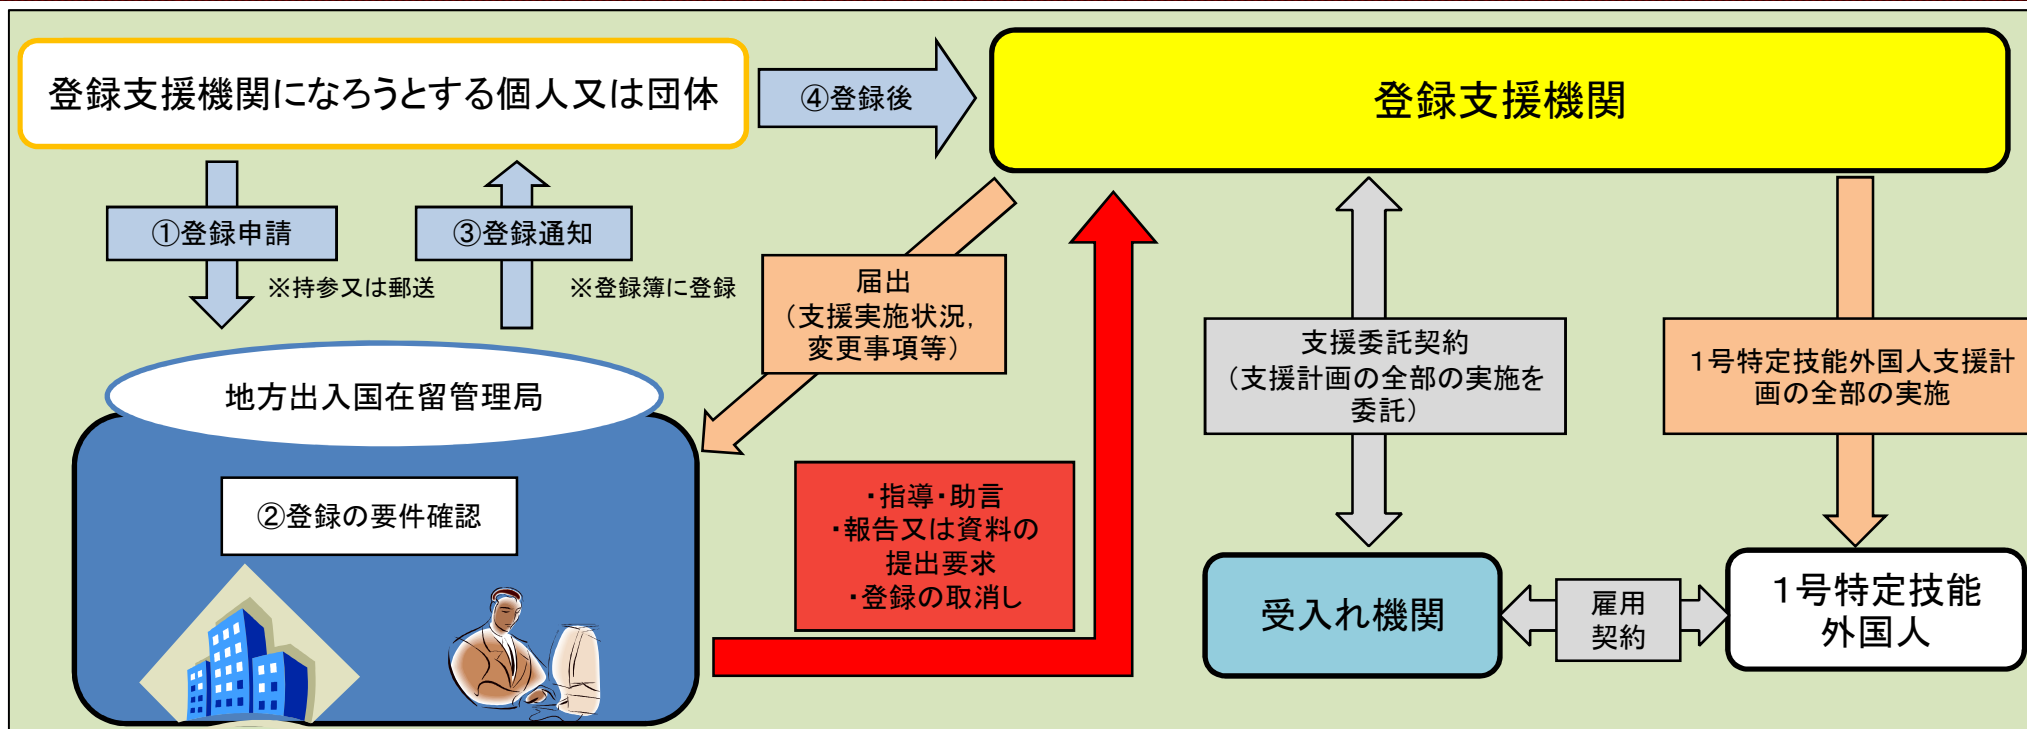 登録支援機関になろうとする個人又は団体
④登録後
登録支援機関
①登録申請
※持参又は郵送
③登録通知
※登録簿に登録
届出
（支援実施状況，
変更事項等）
支援委託契約
（支援計画の全部の実施を
委託）
１号特定技能外国人支援計
画の全部の実施
地方出入国在留管理局
②登録の要件確認
・指導・助言
・報告又は資料の
提出要求
・登録の取消し
受入れ機関
雇用
契約
１号特定技能
外国人